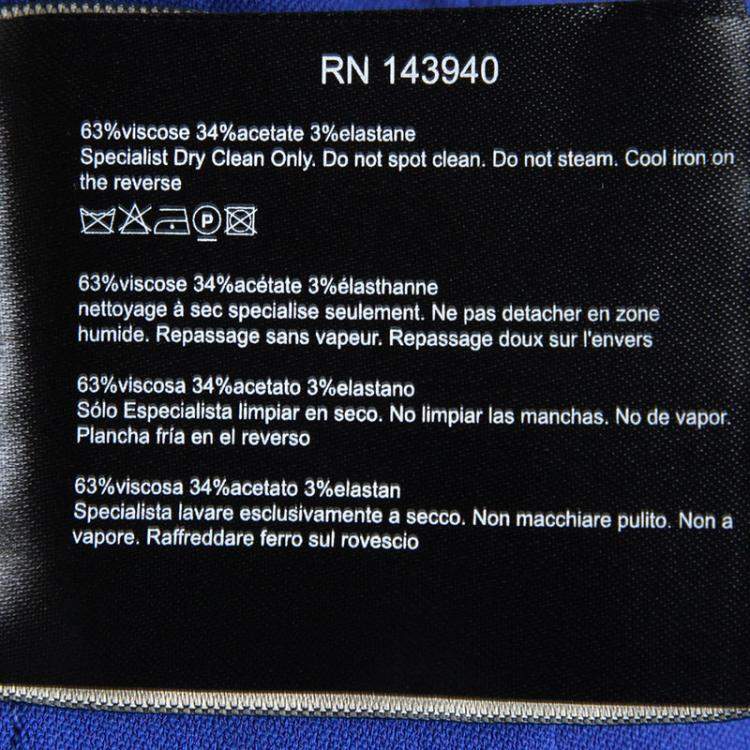 RN 143940
63%viscose 34%acetate 3%elastane
Specialist Dry Clean Only. Do not spot clean. Do not steam. Cool iron on
the reverse
P
63%viscose 34%acétate 3%élasthanne
nettoyage à sec specialise seulement. Ne pas detacher en zone
humide. Repassage sans vapeur. Repassage doux sur l'envers
63%viscosa 34%acetato 3%elastano
Sólo Especialista limpiar en seco. No limpiar las manchas. No de vapor.
Plancha fría en el reverso
63%viscosa 34%acetato 3%elastan
Specialista lavare esclusivamente a secco. Non macchiare pulito. Non a
vapore. Raffreddare ferro sul rovescio